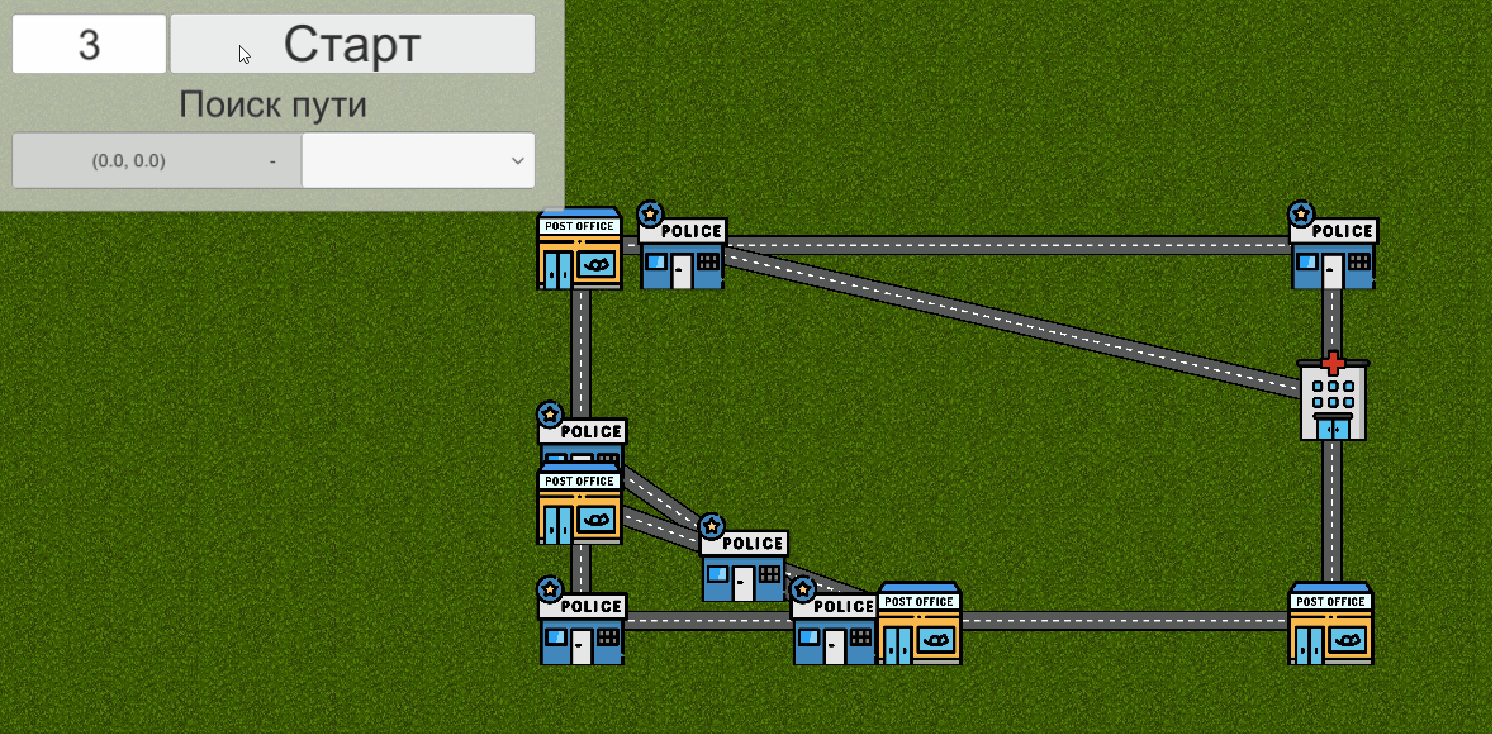 3
Старт
Поиск пути
(0.0, 0.0)
-
POST OFFICE
POLICE
POLICE
POLICE
POST OFFICE
POLICE
POLICE
POLICE
POST OFFICE
POST OFFICE